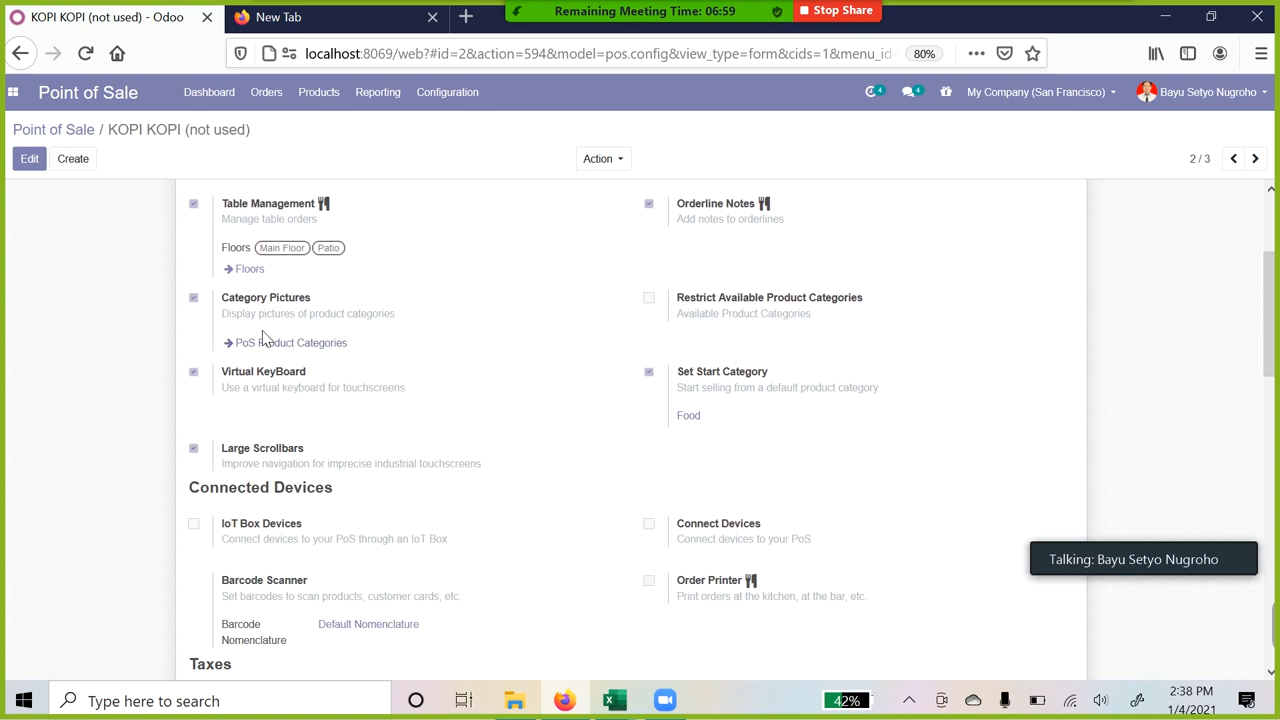 KOPI KOPI (not used) - Odoo
New Tab
Remaining Meeting Time: 06:59
Stop Share
localhost:8069/web?#id=2&action=594&model=pos.config&view_type=form&cids=1&menu_id
80%
Point of Sale
Dashboard
Orders
Products
Reporting
Configuration
4
4
My Company (San Francisco)
Bayu Setyo Nugroho
Point of Sale / KOPI KOPI (not used)
Edit
Create
Action
2 / 3
Table Management
Manage table orders
Floors Main Floor Patio
Floors
Orderline Notes
Add notes to orderlines
Category Pictures
Display pictures of product categories
PoS Product Categories
Restrict Available Product Categories
Available Product Categories
Virtual KeyBoard
Use a virtual keyboard for touchscreens
Set Start Category
Start selling from a default product category
Food
Large Scrollbars
Improve navigation for imprecise industrial touchscreens
Connected Devices
IoT Box Devices
Connect devices to your PoS through an IoT Box
Connect Devices
Connect devices to your PoS
Barcode Scanner
Set barcodes to scan products, customer cards, etc.
Barcode Nomenclature
Default Nomenclature
Order Printer
Print orders at the kitchen, at the bar, etc.
Taxes
Talking: Bayu Setyo Nugroho
Type here to search
42%
2:38 PM
1/4/2021